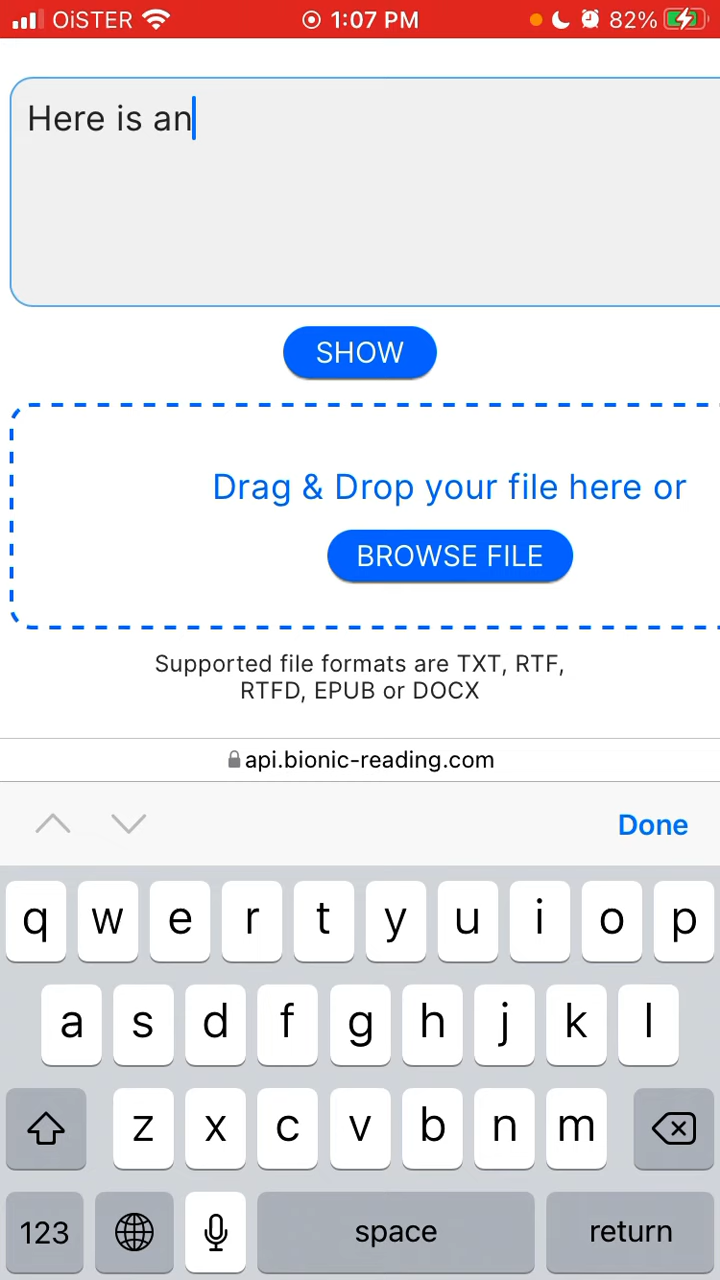 OiSTER 1:07 PM 82%
Here is an
SHOW
Drag & Drop your file here or
BROWSE FILE
Supported file formats are TXT, RTF,
RTFD, EPUB or DOCX
api.bionic-reading.com
Done
q w e r t y u i o p
a s d f g h j k l
z x c v b n m
123 space return